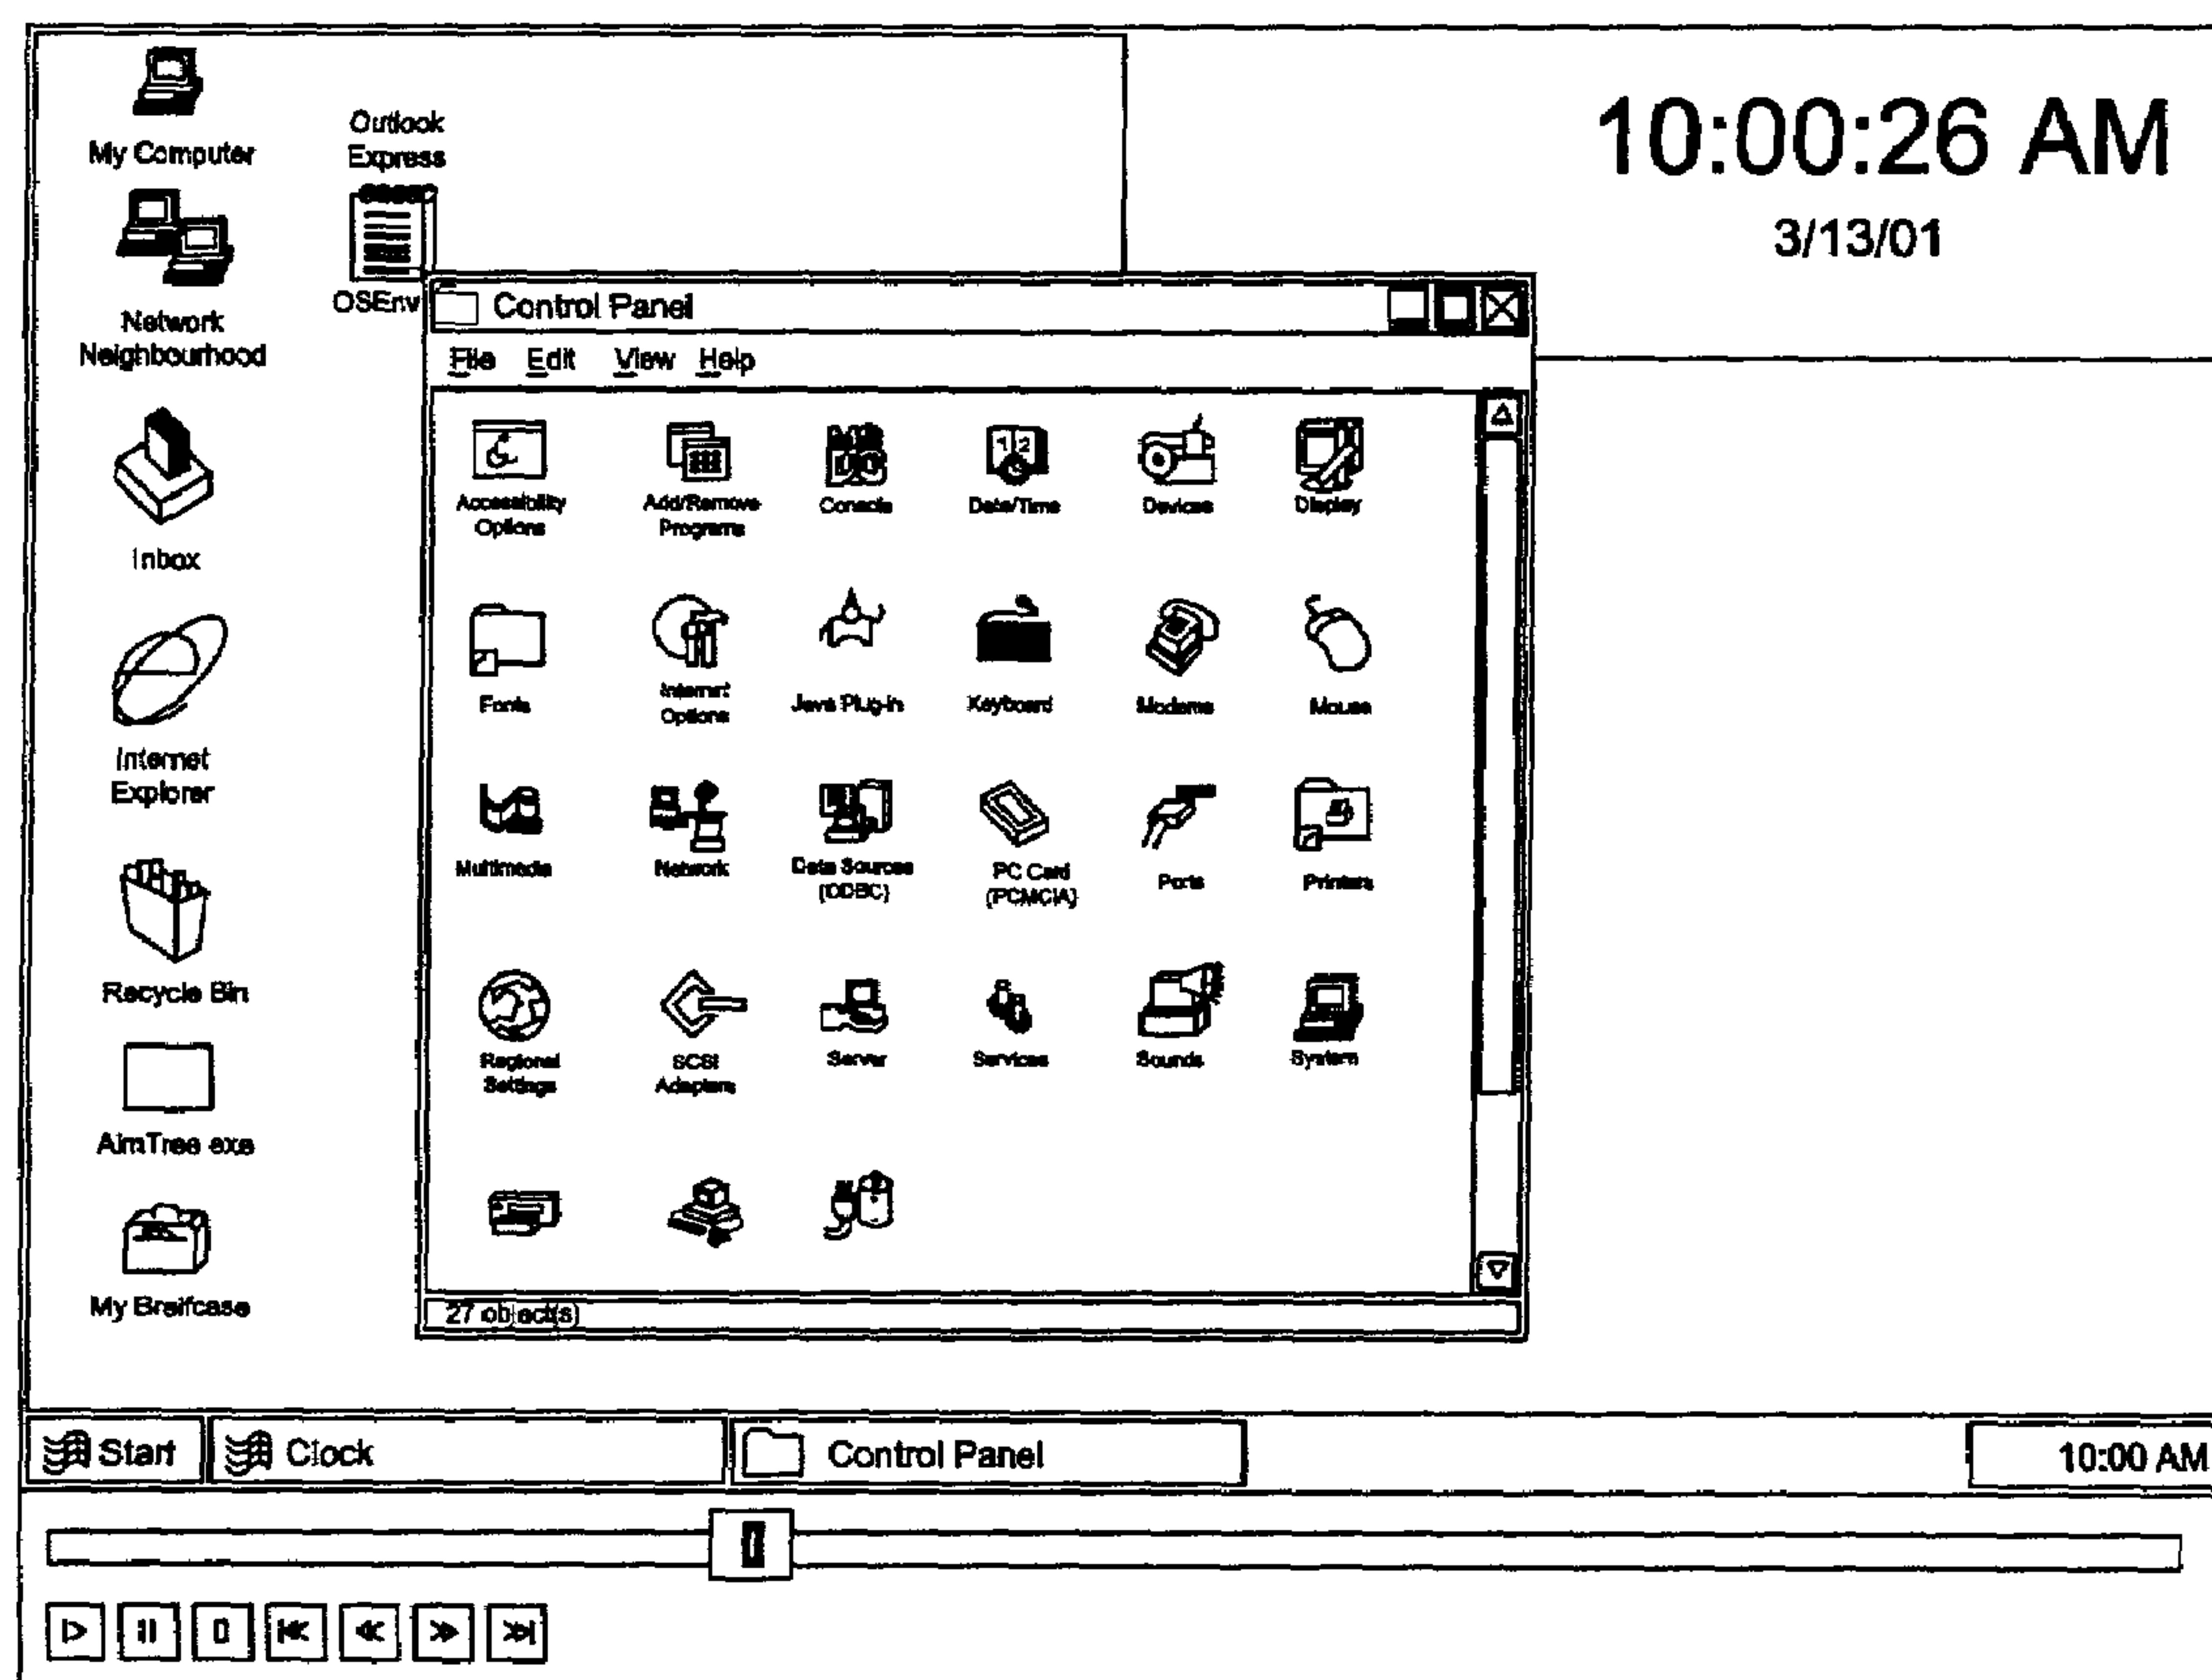 My Computer
Outlook
Express
Network
Neighbourhood
OSEnv
Inbox
Internet
Explorer
Recycle Bin
AimTree exe
My Breifcase
10:00:26 AM
3/13/01
Control Panel
File Edit View Help
Accessibility
Options
Add/Remove
Programs
Console
Date/Time
Devices
Display
Fonts
Internet
Options
Java Plug-in
Keyboard
Modems
Mouse
Multimedia
Network
Data Sources
(ODBC)
PC Card
(PCMCIA)
Ports
Printers
Regional
Settings
SCSI
Adapters
Server
Services
Sounds
System
27 object(s)
Start
Clock
Control Panel
10:00 AM